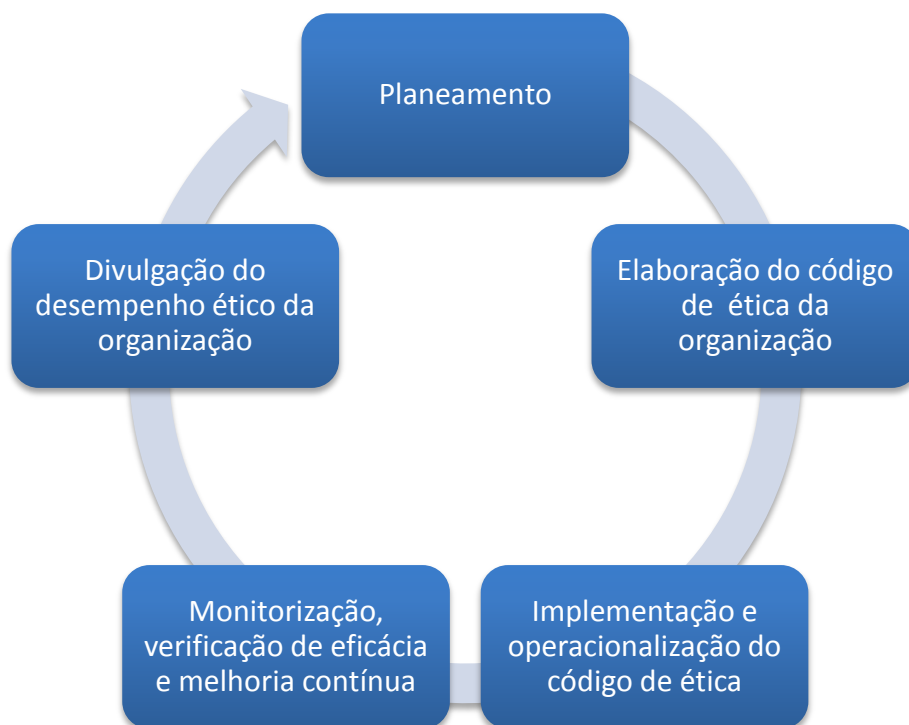 Planeamento
Elaboração do código
de ética da
organização
Implementação e
operacionalização do
código de ética
Monitorização,
verificação de eficácia
e melhoria contínua
Divulgação do
desempenho ético da
organização